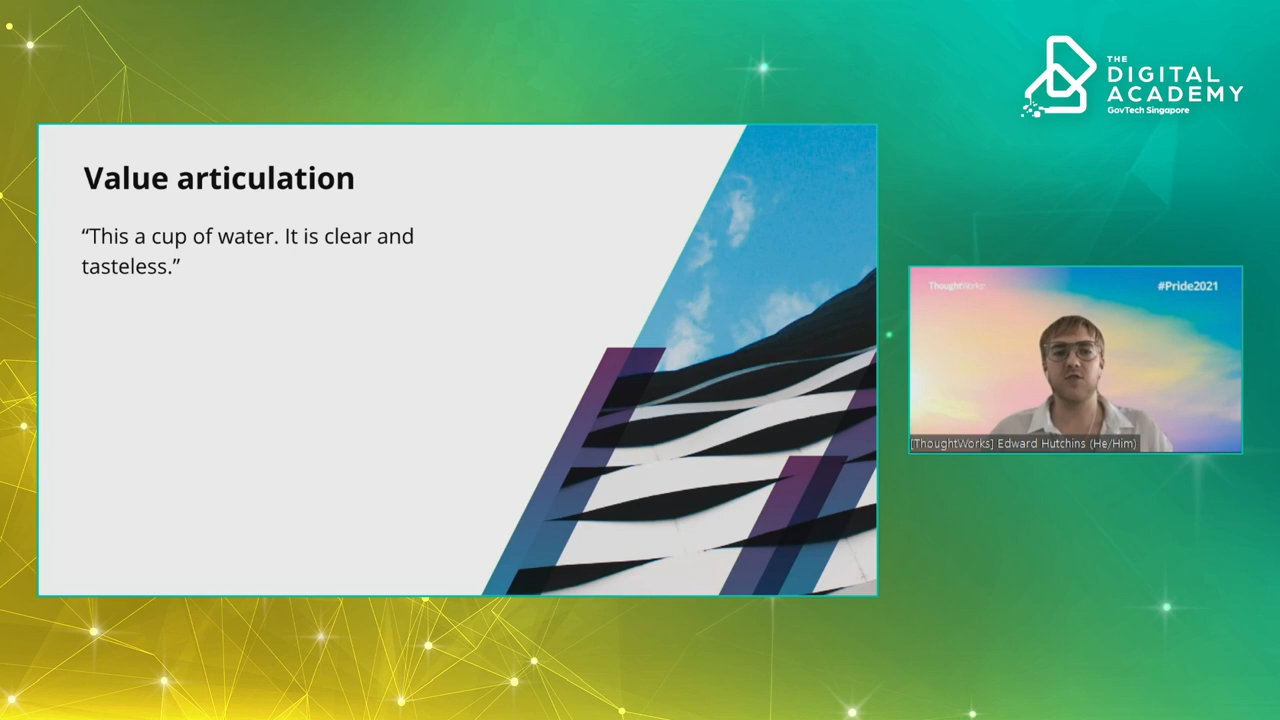 THE
DIGITAL
ACADEMY
GovTech Singapore
Value articulation
“This a cup of water. It is clear and
tasteless.”
ThoughtWorks
#Pride2021
[ThoughtWorks] Edward Hutchins (He/Him)